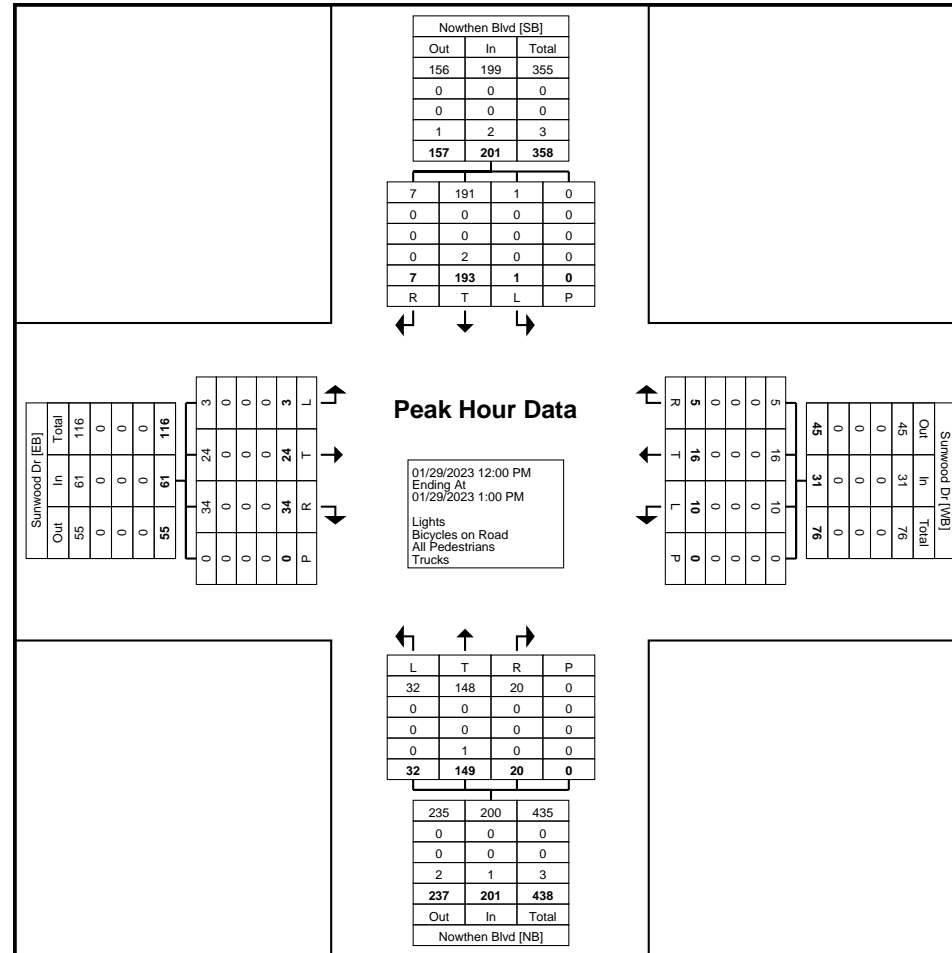 Nowthen Blvd [SB]
Out In Total
156 199 355
0 0 0
0 0 0
1 2 3
157 201 358
7 191 1 0
0 0 0 0
0 0 0 0
0 2 0 0
7 193 1 0
R T L P
Sunwood Dr [EB]
Total In Out
116 61 55
0 0 0
0 0 0
0 0 0
116 61 55
3 24 34 0
0 0 0 0
0 0 0 0
0 0 0 0
3 24 34 0
L T R P
Peak Hour Data
01/29/2023 12:00 PM
Ending At
01/29/2023 1:00 PM
Lights
Bicycles on Road
All Pedestrians
Trucks
Sunwood Dr [WB]
Out In Total
45 31 76
0 0 0
0 0 0
0 0 0
45 31 76
5 16 10 0
0 0 0 0
0 0 0 0
0 0 0 0
5 16 10 0
R T L P
L T R P
32 148 20 0
0 0 0 0
0 0 0 0
0 1 0 0
32 149 20 0
235 200 435
0 0 0
0 0 0
2 1 3
237 201 438
Out In Total
Nowthen Blvd [NB]